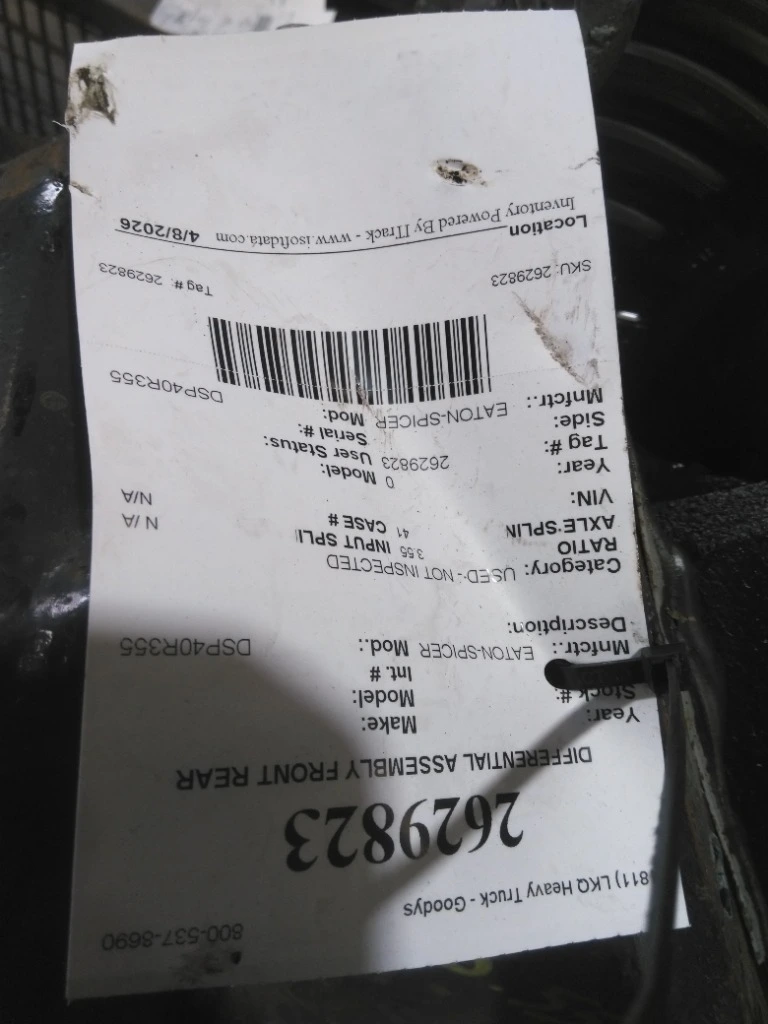 811) LKQ Heavy Truck - Goodys 800-537-8690
2629823
DIFFERENTIAL ASSEMBLY FRONT REAR
Year: Make:
Stock #: Model:
Int. #
Mnfctr.: EATON-SPICER Mod.: DSP40R355
Description:
Category: USED - NOT INSPECTED
RATIO 3.55 INPUT SPLI
AXLE SPLIN 41 CASE # N/A
VIN: N/A
Year: 0 Model:
Tag #: 2629823 User Status:
Side: Serial #:
Mnfctr.: EATON-SPICER Mod: DSP40R355
SKU: 2629823 Tag #: 2629823
Location
Inventory Powered By ITrack - www.isoftdata.com 4/8/2026